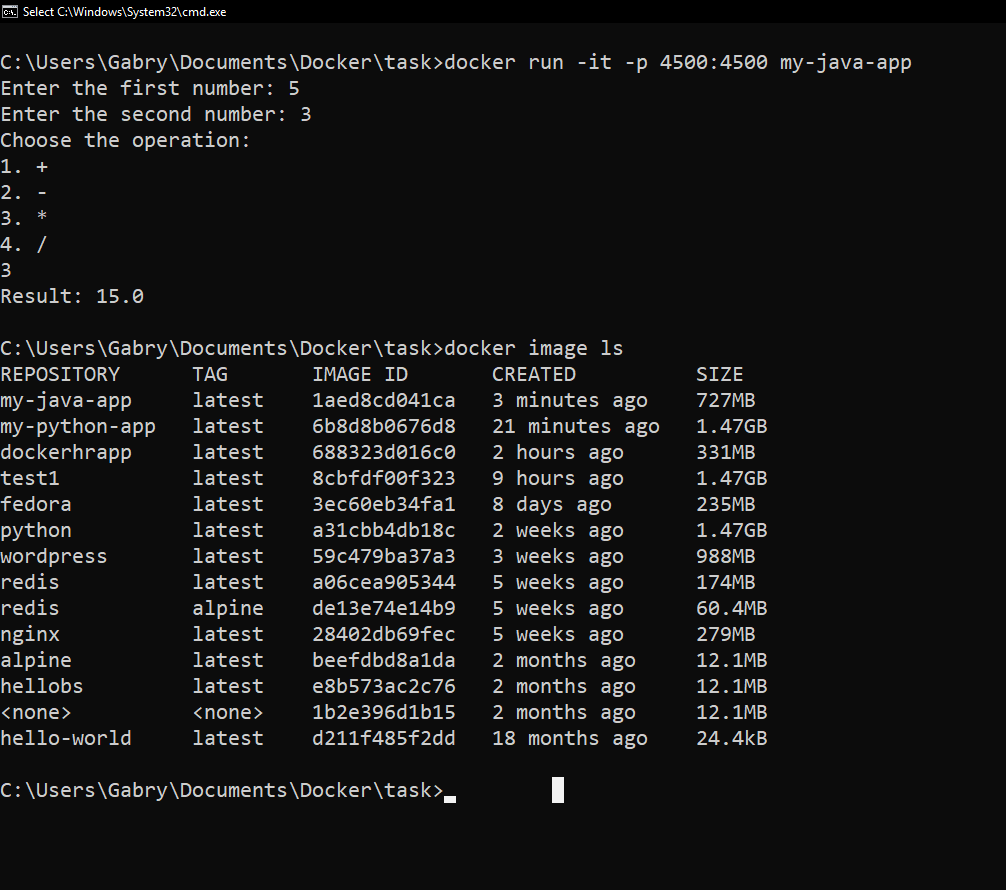 Select C:\Windows\System32\cmd.exe
C:\Users\Gabry\Documents\Docker\task>docker run -it -p 4500:4500 my-java-app
Enter the first number: 5
Enter the second number: 3
Choose the operation:
1. +
2. -
3. *
4. /
3
Result: 15.0
C:\Users\Gabry\Documents\Docker\task>docker image ls
REPOSITORY TAG IMAGE ID CREATED SIZE
my-java-app latest 1aed8cd041ca 3 minutes ago 727MB
my-python-app latest 6b8d8b0676d8 21 minutes ago 1.47GB
dockerhrapp latest 688323d016c0 2 hours ago 331MB
test1 latest 8cbfdf00f323 9 hours ago 1.47GB
fedora latest 3ec60eb34fa1 8 days ago 235MB
python latest a31cbb4db18c 2 weeks ago 1.47GB
wordpress latest 59c479ba37a3 3 weeks ago 988MB
redis latest a06cea905344 5 weeks ago 174MB
redis alpine de13e74e14b9 5 weeks ago 60.4MB
nginx latest 28402db69fec 5 weeks ago 279MB
alpine latest beefdbd8a1da 2 months ago 12.1MB
hellobs latest e8b573ac2c76 2 months ago 12.1MB
<none> <none> 1b2e396d1b15 2 months ago 12.1MB
hello-world latest d211f485f2dd 18 months ago 24.4kB
C:\Users\Gabry\Documents\Docker\task>